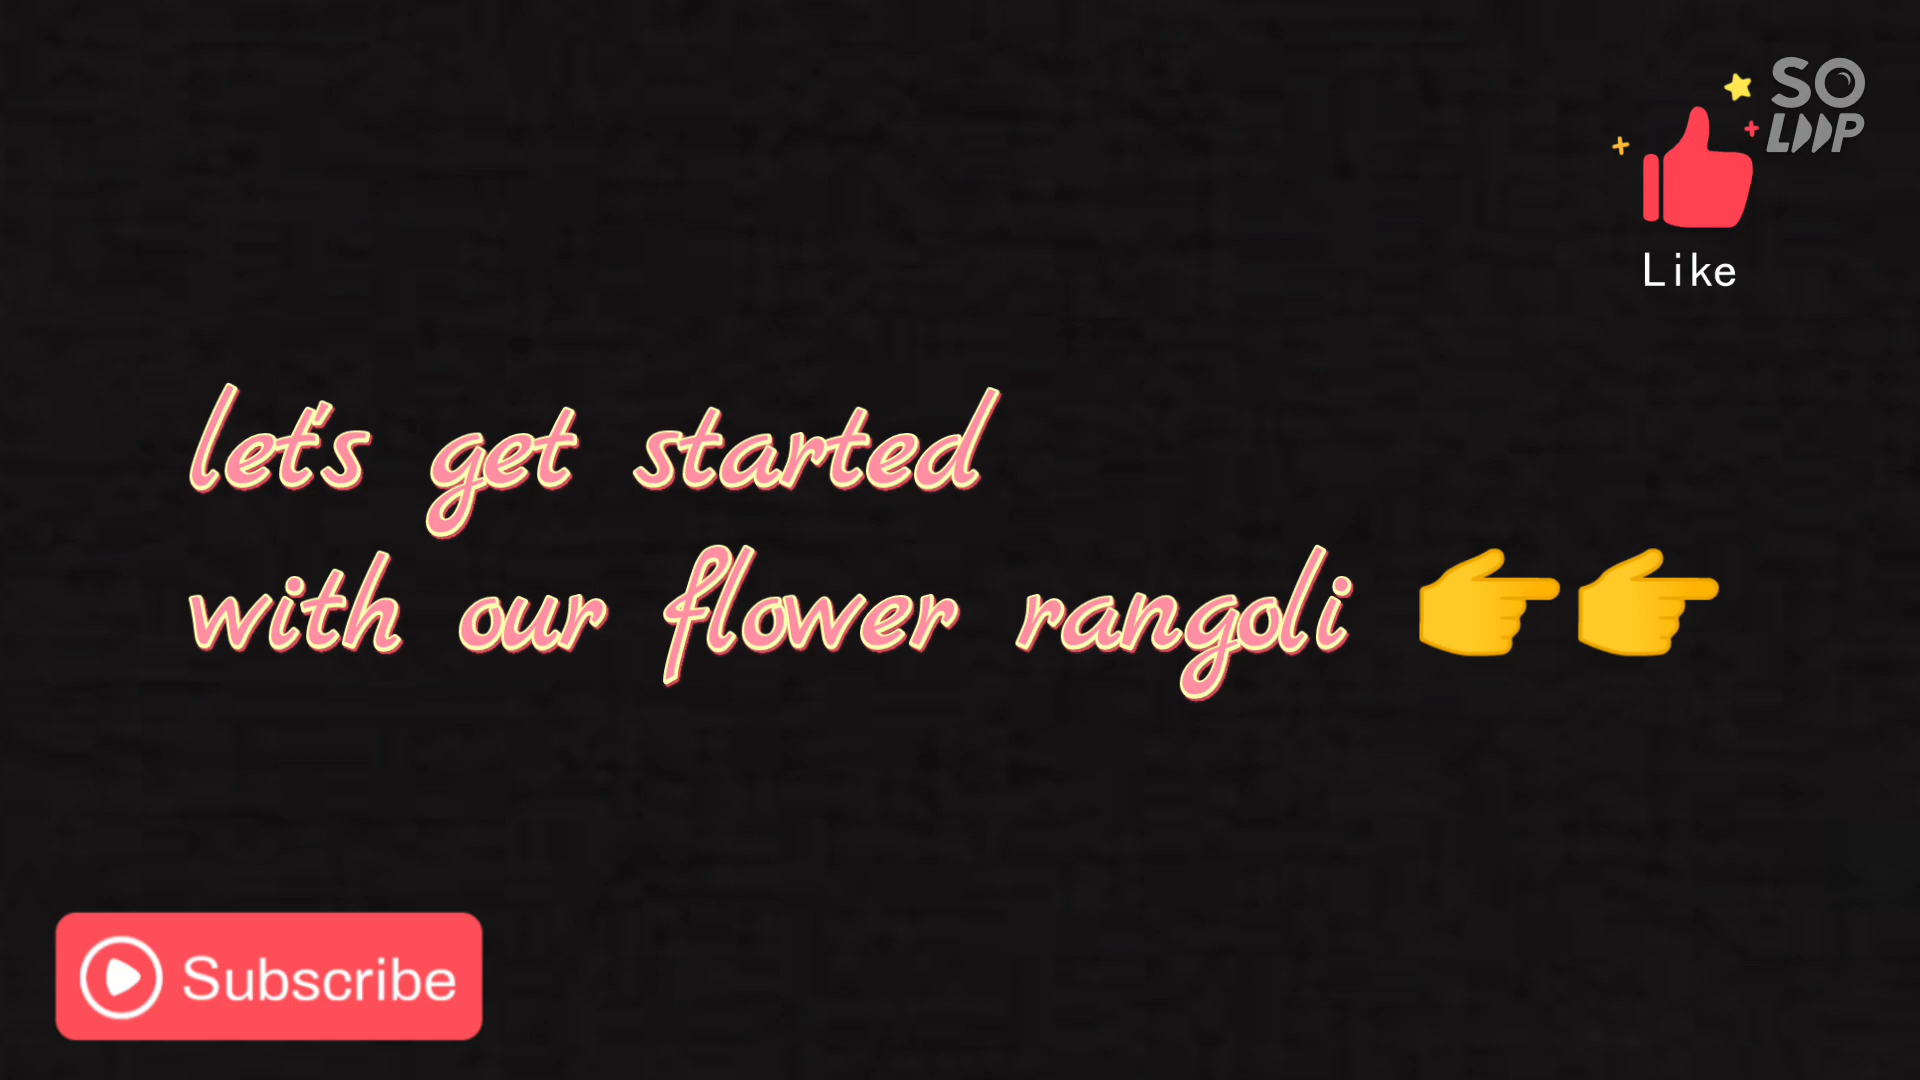 SO
LOOP
Like
let's get started
with our flower rangoli 👉👉
Subscribe